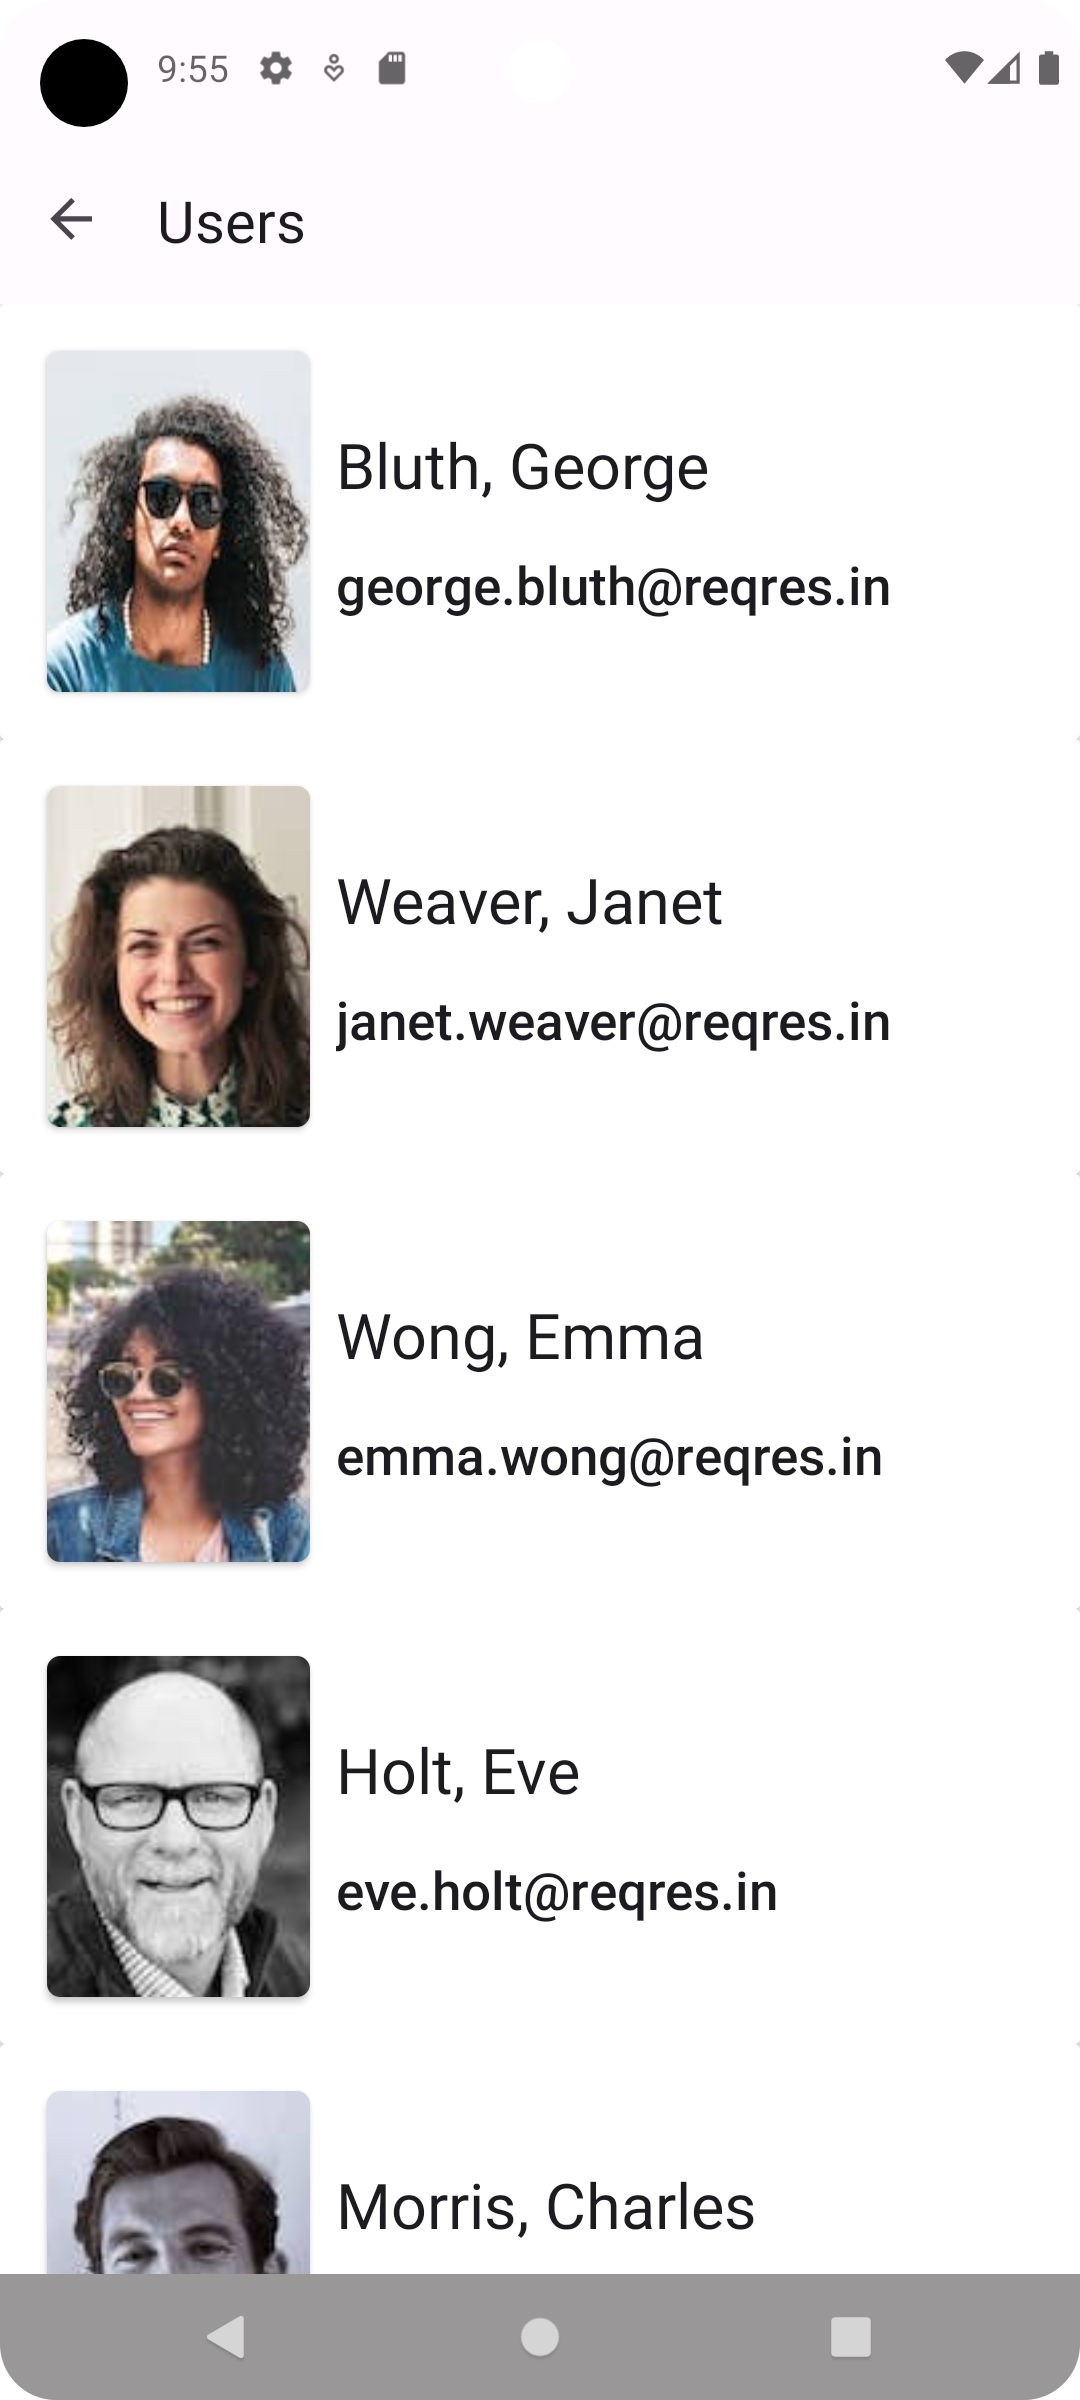 9:55
Users
Bluth, George
george.bluth@reqres.in
Weaver, Janet
janet.weaver@reqres.in
Wong, Emma
emma.wong@reqres.in
Holt, Eve
eve.holt@reqres.in
Morris, Charles